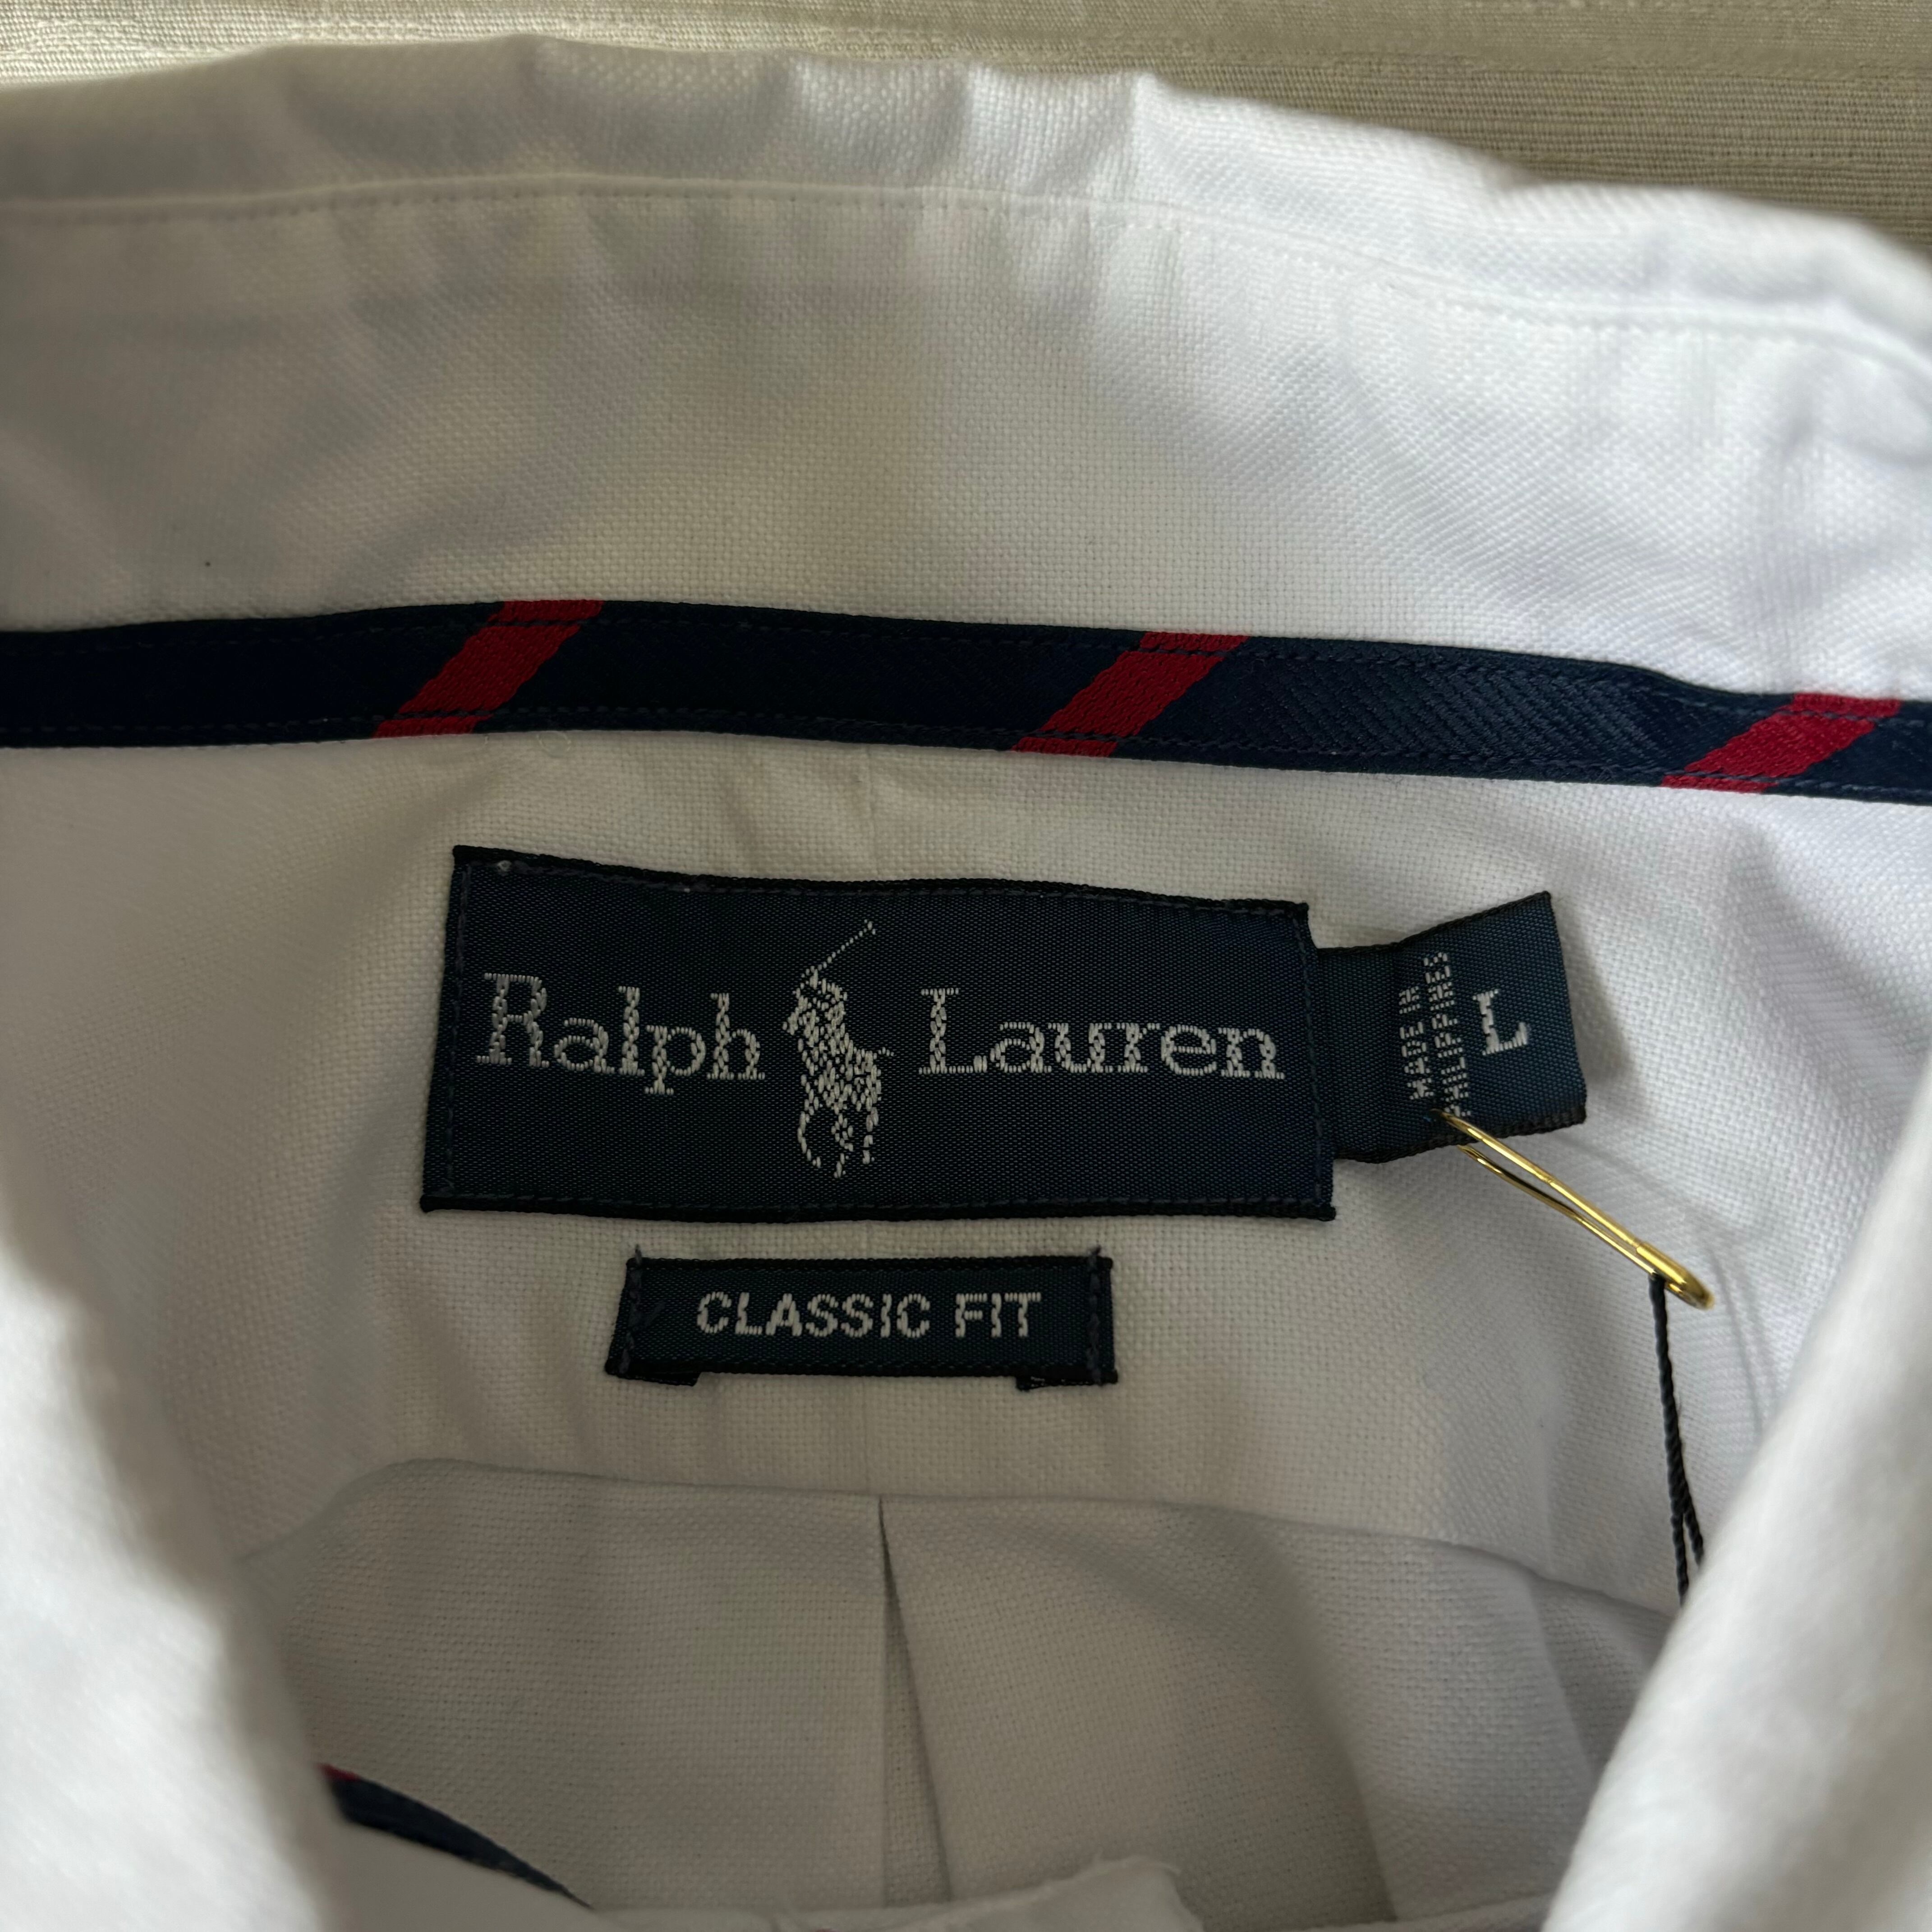 Ralph Lauren
MADE IN
PHILIPPINES
L
CLASSIC FIT